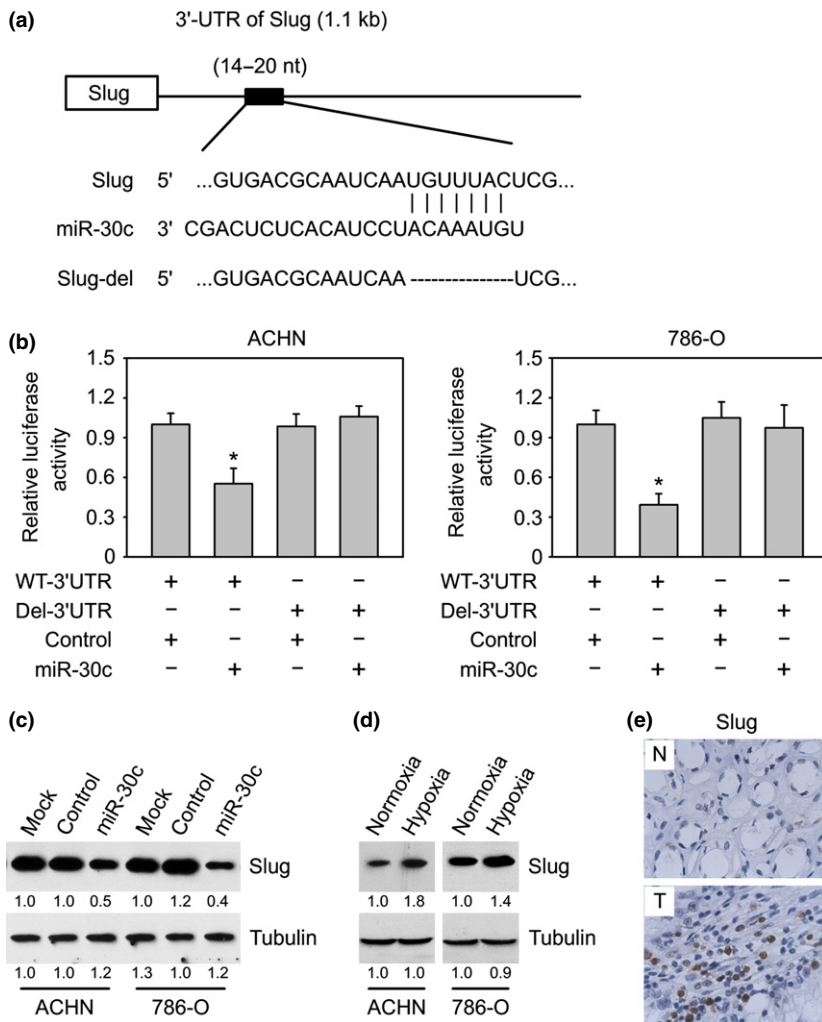 (a)
3'-UTR of Slug (1.1 kb)
(14–20 nt)
Slug
Slug 5' ...GUGACGCAAUCAAUGUUUACUCG...
miR-30c 3' CGACUCUCACAUCCUACAAAUGU
Slug-del 5' ...GUGACGCAAUCAA ---------------UCG...
(b)
ACHN
Relative luciferase activity
1.5
1.2
0.9
0.6
0.3
0
*
WT-3'UTR + + – –
Del-3'UTR – – + +
Control + – + –
miR-30c – + – +
786-O
Relative luciferase activity
1.5
1.2
0.9
0.6
0.3
0
*
WT-3'UTR + + – –
Del-3'UTR – – + +
Control + – + –
miR-30c – + – +
(c)
Mock Control miR-30c Mock Control miR-30c
Slug
1.0 1.0 0.5 1.0 1.2 0.4
Tubulin
1.0 1.0 1.2 1.3 1.0 1.2
ACHN 786-O
(d)
Normoxia Hypoxia Normoxia Hypoxia
Slug
1.0 1.8 1.0 1.4
Tubulin
1.0 1.0 1.0 0.9
ACHN 786-O
(e)
Slug
N
T